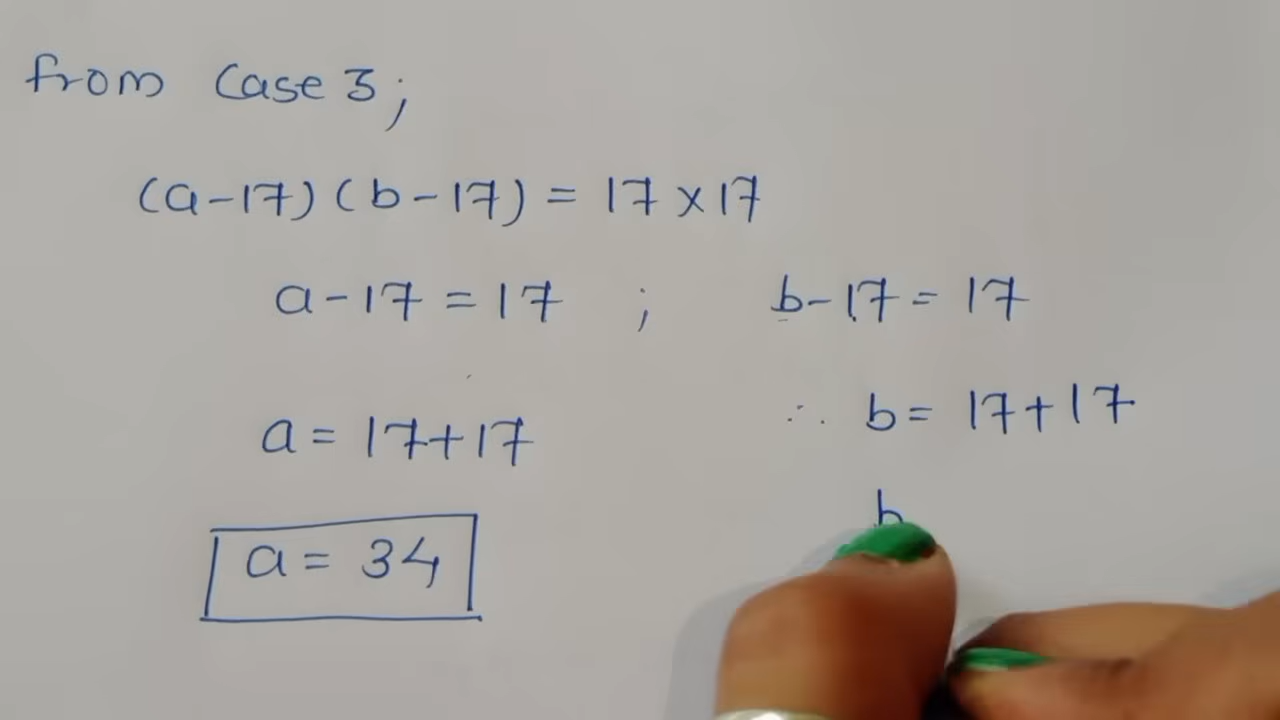 from Case 3;
(a-17)(b-17) = 17 × 17
a-17 = 17 ; b-17 = 17
a = 17+17 ∴ b = 17+17
a = 34 b